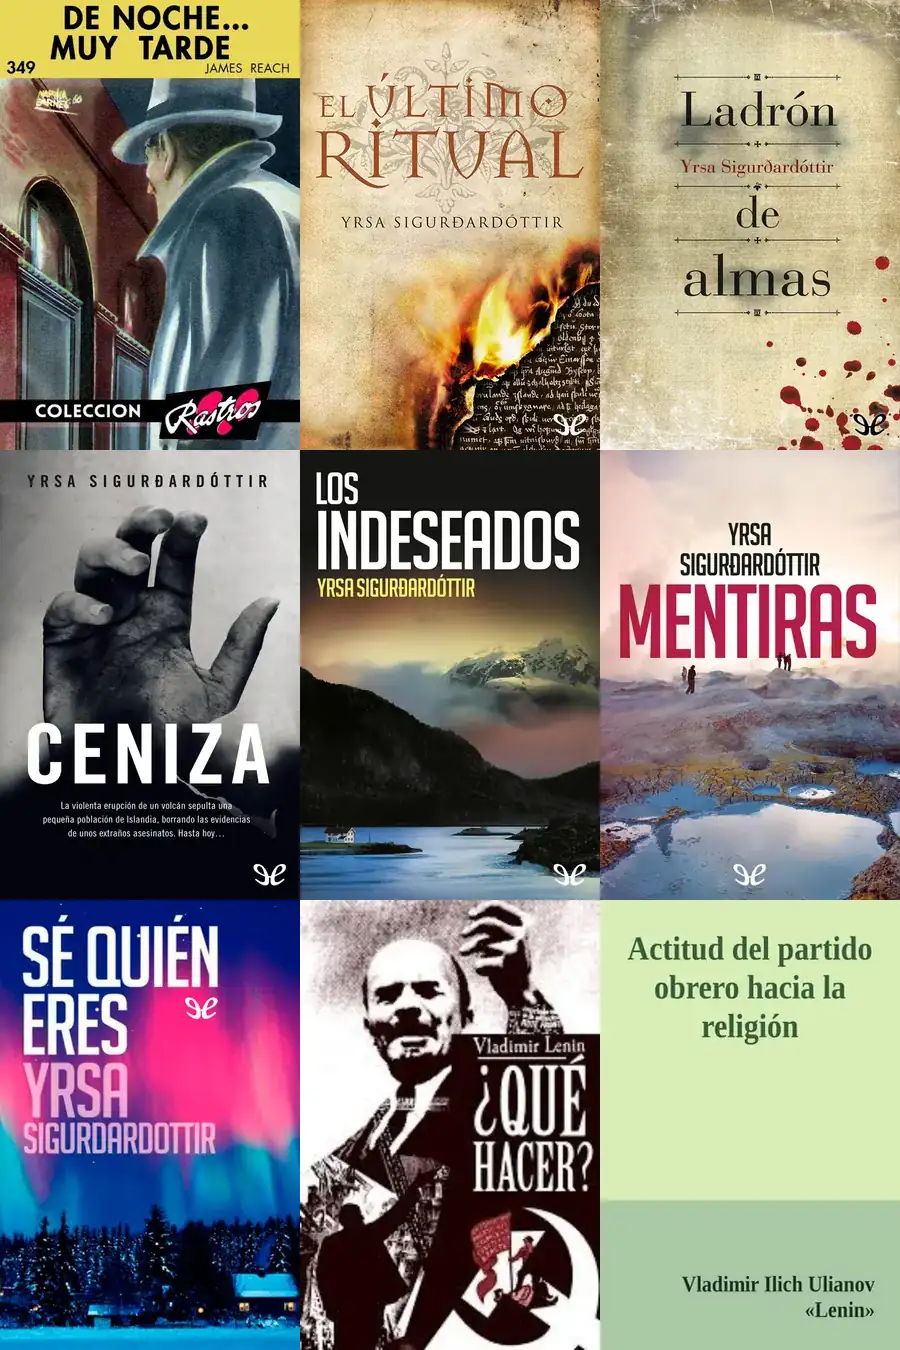 DE NOCHE...
MUY TARDE
349
JAMES REACH
COLECCION
Rastros
EL ÚLTIMO
RITUAL
YRSA SIGURÐARDÓTTIR
Ladrón
Yrsa Sigurðardóttir
de
almas
YRSA SIGURÐARDÓTTIR
CENIZA
La violenta erupción de un volcán sepulta una
pequeña población de Islandia, borrando las evidencias
de unos extraños asesinatos. Hasta hoy...
LOS
INDESEADOS
YRSA SIGURÐARDÓTTIR
YRSA
SIGURÐARDÓTTIR
MENTIRAS
SÉ QUIÉN
ERES
YRSA
SIGURDARDOTTIR
Vladimir Lenin
¿QUÉ
HACER?
Actitud del partido
obrero hacia la
religión
Vladimir Ilich Ulianov
«Lenin»